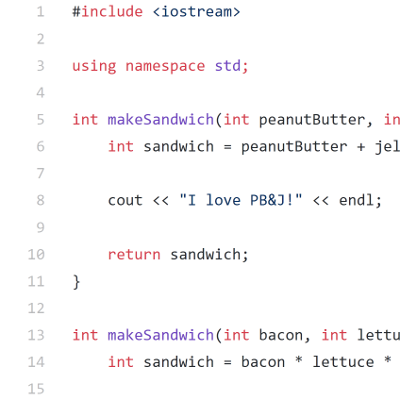 1 #include <iostream>
2
3 using namespace std;
4
5 int makeSandwich(int peanutButter, in
6 int sandwich = peanutButter + jel
7
8 cout << "I love PB&J!" << endl;
9
10 return sandwich;
11 }
12
13 int makeSandwich(int bacon, int lettu
14 int sandwich = bacon * lettuce *
15